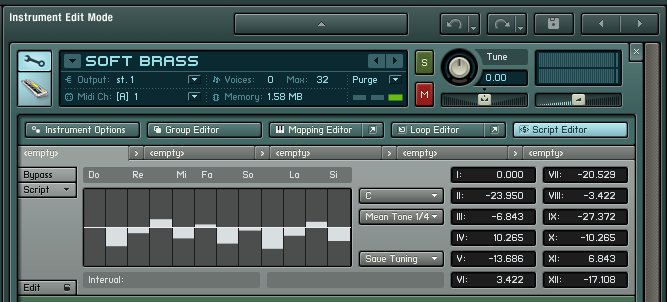 Instrument Edit Mode
SOFT BRASS
Output: st. 1 Voices: 0 Max: 32 Purge
Midi Ch: [A] 1 Memory: 1.58 MB
S
M
Tune
0.00
Instrument Options Group Editor Mapping Editor Loop Editor Script Editor
<empty> <empty> <empty> <empty> <empty>
Bypass
Script
Do Re Mi Fa So La Si
C
Mean Tone 1/4
Save Tuning
I: 0.000 VII: -20.529
II: -23.950 VIII: -3.422
III: -6.843 IX: -27.372
IV: 10.265 X: -10.265
V: -13.686 XI: 6.843
VI: 3.422 XII: -17.108
Edit
Interval: